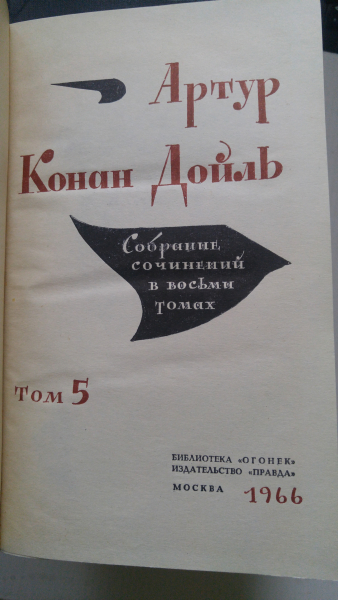 Артур
Конан Дойль
Собрание
сочинений
в восьми
томах
том 5
БИБЛИОТЕКА «ОГОНЕК»
ИЗДАТЕЛЬСТВО «ПРАВДА»
МОСКВА 1966